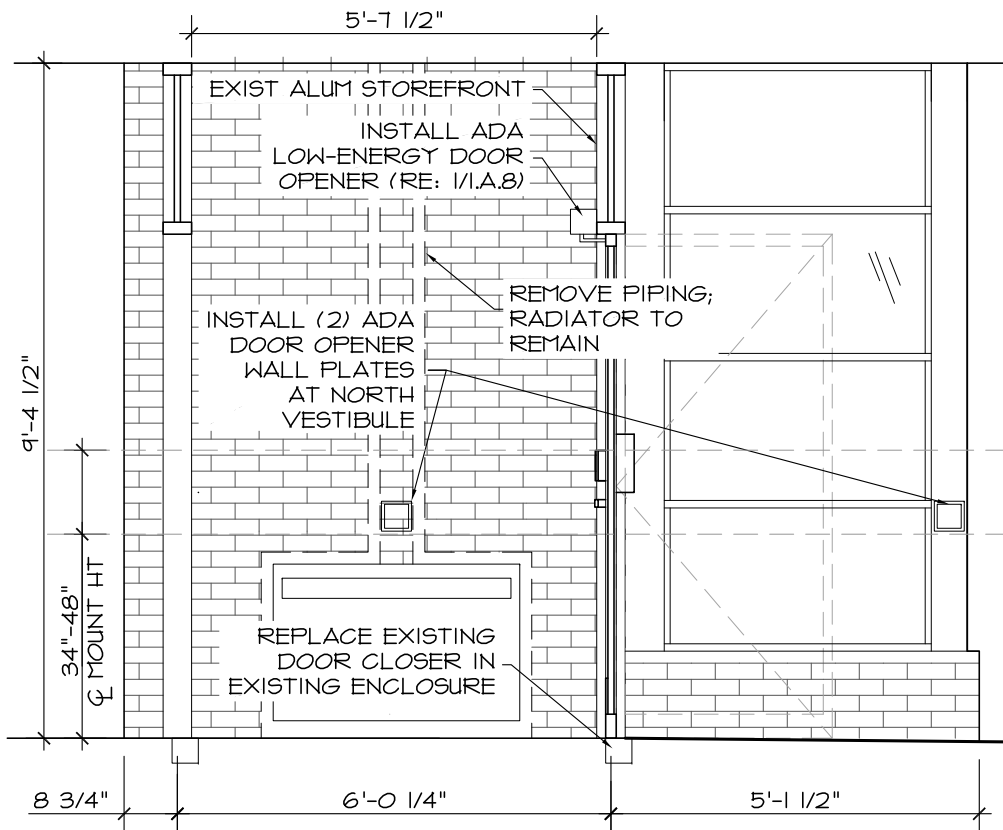 5'-7 1/2"
EXIST ALUM STOREFRONT
INSTALL ADA
LOW-ENERGY DOOR
OPENER (RE: 1/1.A.8)
REMOVE PIPING;
RADIATOR TO
REMAIN
INSTALL (2) ADA
DOOR OPENER
WALL PLATES
AT NORTH
VESTIBULE
9'-4 1/2"
34"-48"
℄ MOUNT HT
REPLACE EXISTING
DOOR CLOSER IN
EXISTING ENCLOSURE
8 3/4"
6'-0 1/4"
5'-1 1/2"